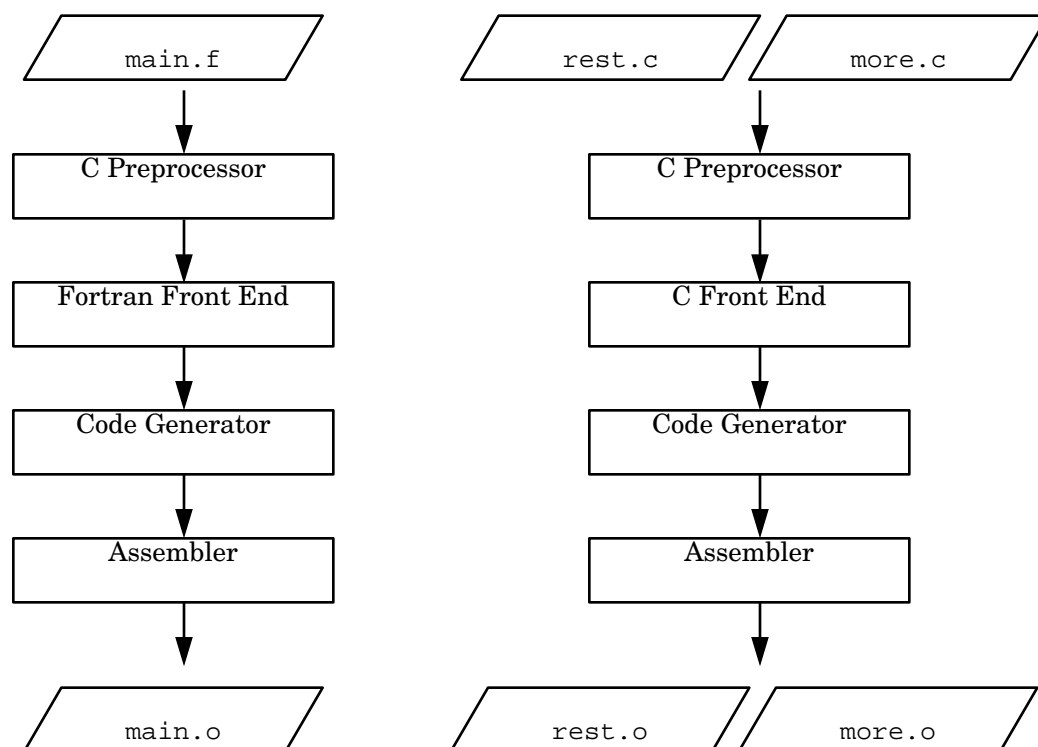 main.f
rest.c
more.c
C Preprocessor
C Preprocessor
Fortran Front End
C Front End
Code Generator
Code Generator
Assembler
Assembler
main.o
rest.o
more.o